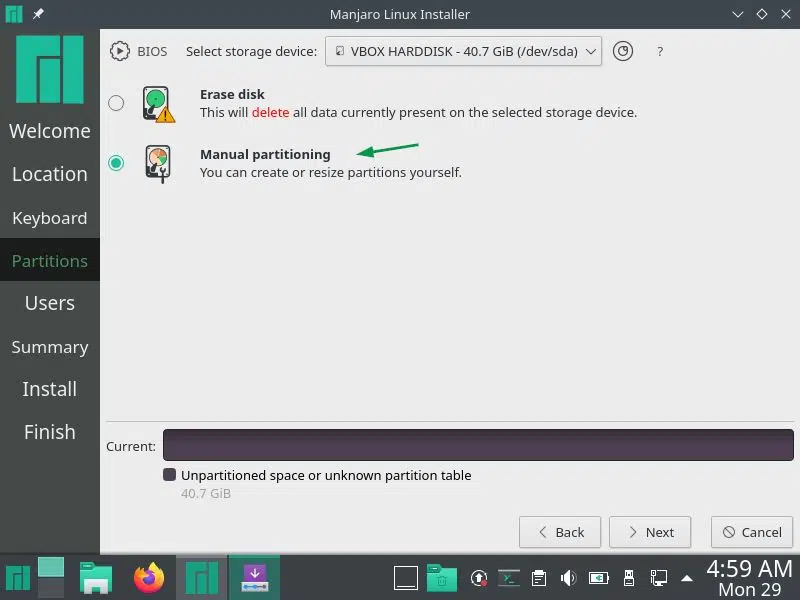 Manjaro Linux Installer
BIOS Select storage device: VBOX HARDDISK - 40.7 GiB (/dev/sda) ?
Erase disk
This will delete all data currently present on the selected storage device.
Manual partitioning
You can create or resize partitions yourself.
Welcome
Location
Keyboard
Partitions
Users
Summary
Install
Finish
Current:
Unpartitioned space or unknown partition table
40.7 GiB
Back Next Cancel
4:59 AM
Mon 29